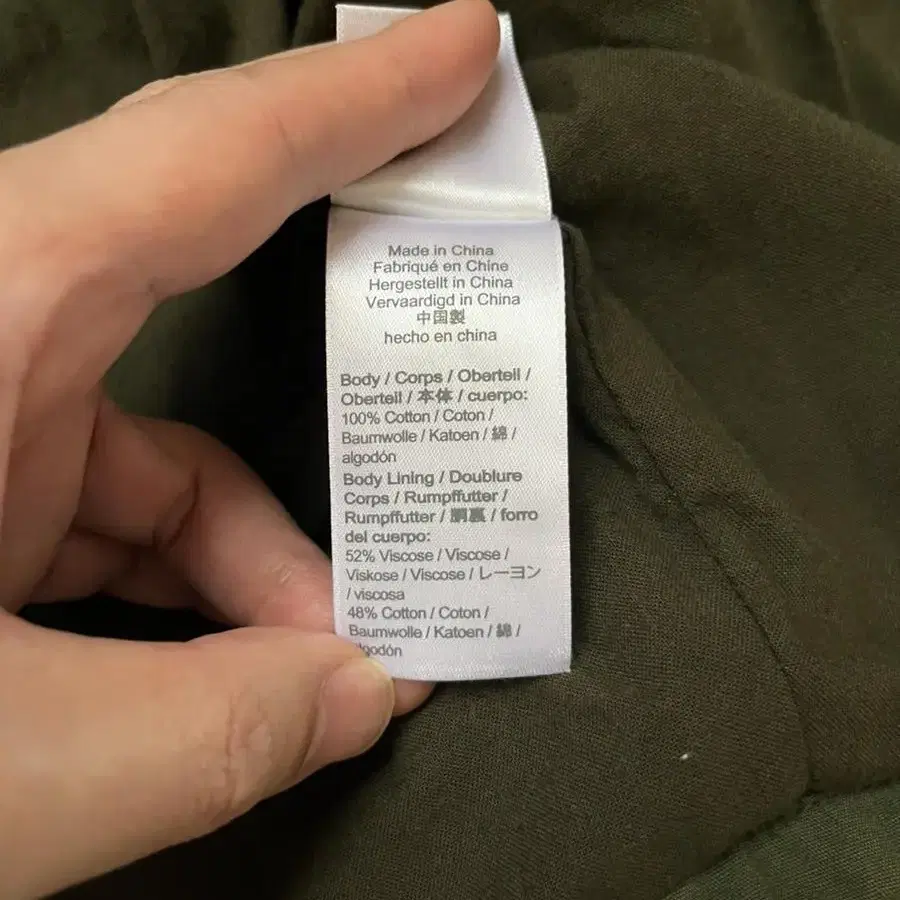 Made in China
Fabriqué en Chine
Hergestellt in China
Vervaardigd in China
中国製
hecho en china
Body / Corps / Oberteil /
Oberteil / 本体 / cuerpo:
100% Cotton / Coton /
Baumwolle / Katoen / 綿 /
algodón
Body Lining / Doublure
Corps / Rumpffutter /
Rumpffutter / 胴裏 / forro
del cuerpo:
52% Viscose / Viscose /
Viskose / Viscose / レーヨン
/ viscosa
48% Cotton / Coton /
Baumwolle / Katoen / 綿 /
algodón